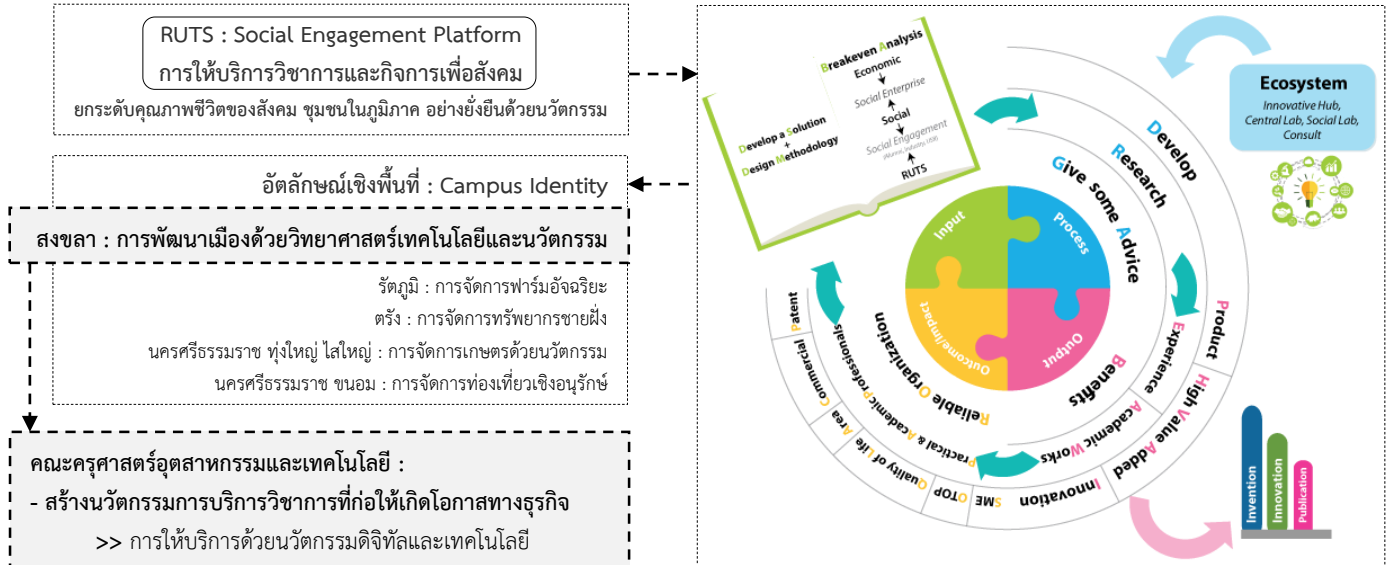 RUTS : Social Engagement Platform
การให้บริการวิชาการและกิจการเพื่อสังคม
ยกระดับคุณภาพชีวิตของสังคม ชุมชนในภูมิภาค อย่างยั่งยืนด้วยนวัตกรรม
อัตลักษณ์เชิงพื้นที่ : Campus Identity
สงขลา : การพัฒนาเมืองด้วยวิทยาศาสตร์เทคโนโลยีและนวัตกรรม
รัตภูมิ : การจัดการฟาร์มอัจฉริยะ
ตรัง : การจัดการทรัพยากรชายฝั่ง
นครศรีธรรมราช ทุ่งใหญ่ ไสใหญ่ : การจัดการเกษตรด้วยนวัตกรรม
นครศรีธรรมราช ขนอม : การจัดการท่องเที่ยวเชิงอนุรักษ์
คณะครุศาสตร์อุตสาหกรรมและเทคโนโลยี :
- สร้างนวัตกรรมการบริการวิชาการที่ก่อให้เกิดโอกาสทางธุรกิจ
>> การให้บริการด้วยนวัตกรรมดิจิทัลและเทคโนโลยี
Breakeven Analysis
Economic
Social Enterprise
Social
Social Engagement
RUTS
Develop a Solution
+
Design Methodology
Ecosystem
Innovative Hub,
Central Lab, Social Lab,
Consult
Develop
Research
Give some Advice
Input
Process
Output
Outcome/Impact
Product
High Value Added
Innovation
Experience
Academic Works
Benefits
Reliable Organization
Practical & Academic Professionals
Patent
Commercial
Area
Quality of Life
OTOP
SME
Invention
Innovation
Publication